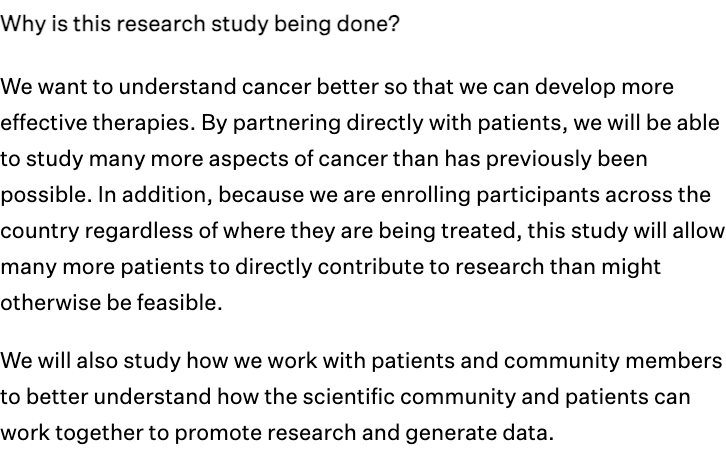 Why is this research study being done?
We want to understand cancer better so that we can develop more
effective therapies. By partnering directly with patients, we will be able
to study many more aspects of cancer than has previously been
possible. In addition, because we are enrolling participants across the
country regardless of where they are being treated, this study will allow
many more patients to directly contribute to research than might
otherwise be feasible.
We will also study how we work with patients and community members
to better understand how the scientific community and patients can
work together to promote research and generate data.